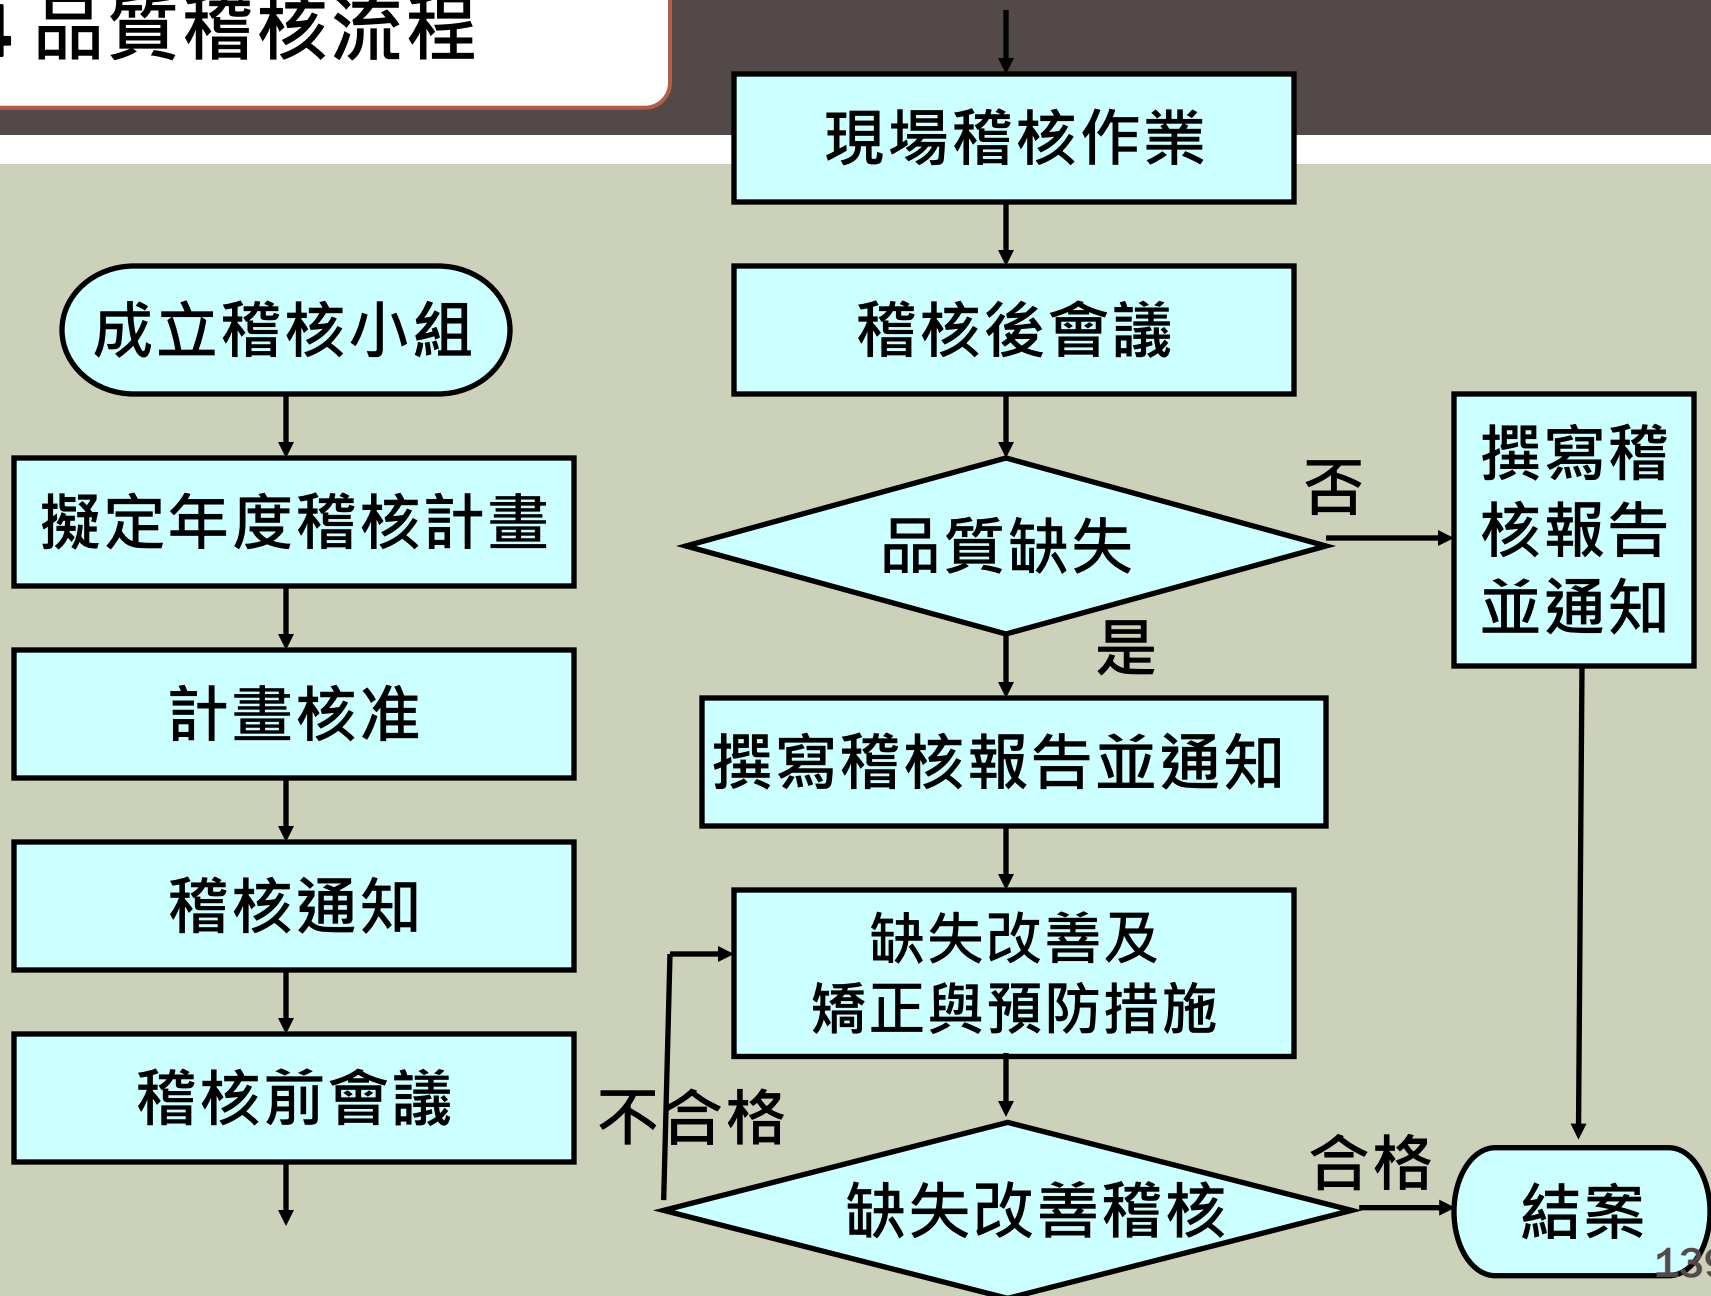 4 品質稽核流程
成立稽核小組
擬定年度稽核計畫
計畫核准
稽核通知
稽核前會議
現場稽核作業
稽核後會議
品質缺失
否
撰寫稽
核報告
並通知
是
撰寫稽核報告並通知
缺失改善及
矯正與預防措施
不合格
缺失改善稽核
合格
結案
139